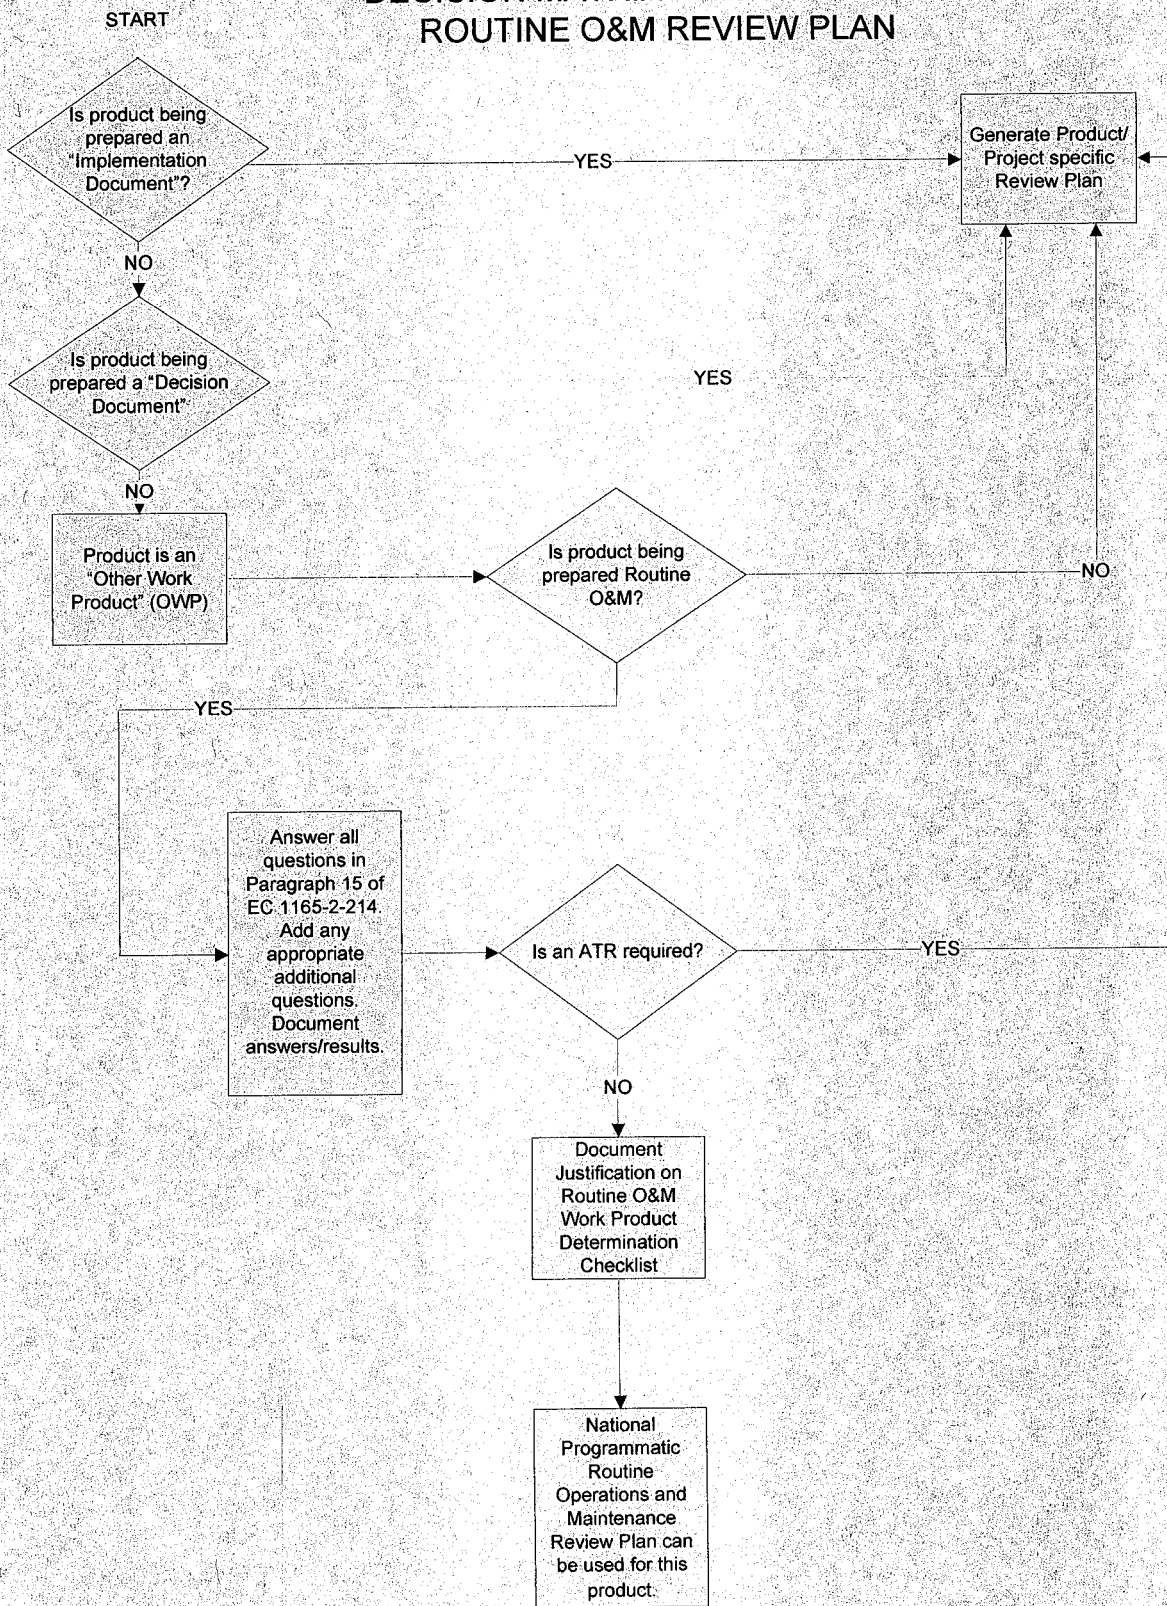 START
ROUTINE O&M REVIEW PLAN
Is product being
prepared an
"Implementation
Document"?
YES
Generate Product/
Project specific
Review Plan
NO
Is product being
prepared a "Decision
Document"
YES
NO
Product is an
"Other Work
Product" (OWP)
Is product being
prepared Routine
O&M?
NO
YES
Answer all
questions in
Paragraph 15 of
EC 1165-2-214.
Add any
appropriate
additional
questions.
Document
answers/results.
Is an ATR required?
YES
NO
Document
Justification on
Routine O&M
Work Product
Determination
Checklist
National
Programmatic
Routine
Operations and
Maintenance
Review Plan can
be used for this
product.